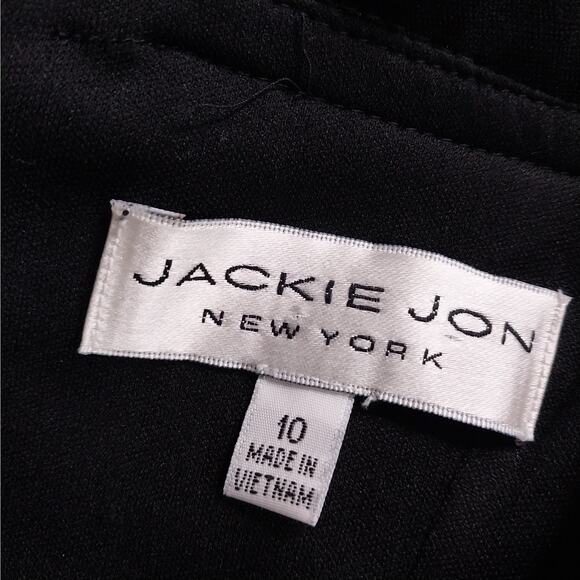 JACKIE JON
NEW YORK
10
MADE IN
VIETNAM